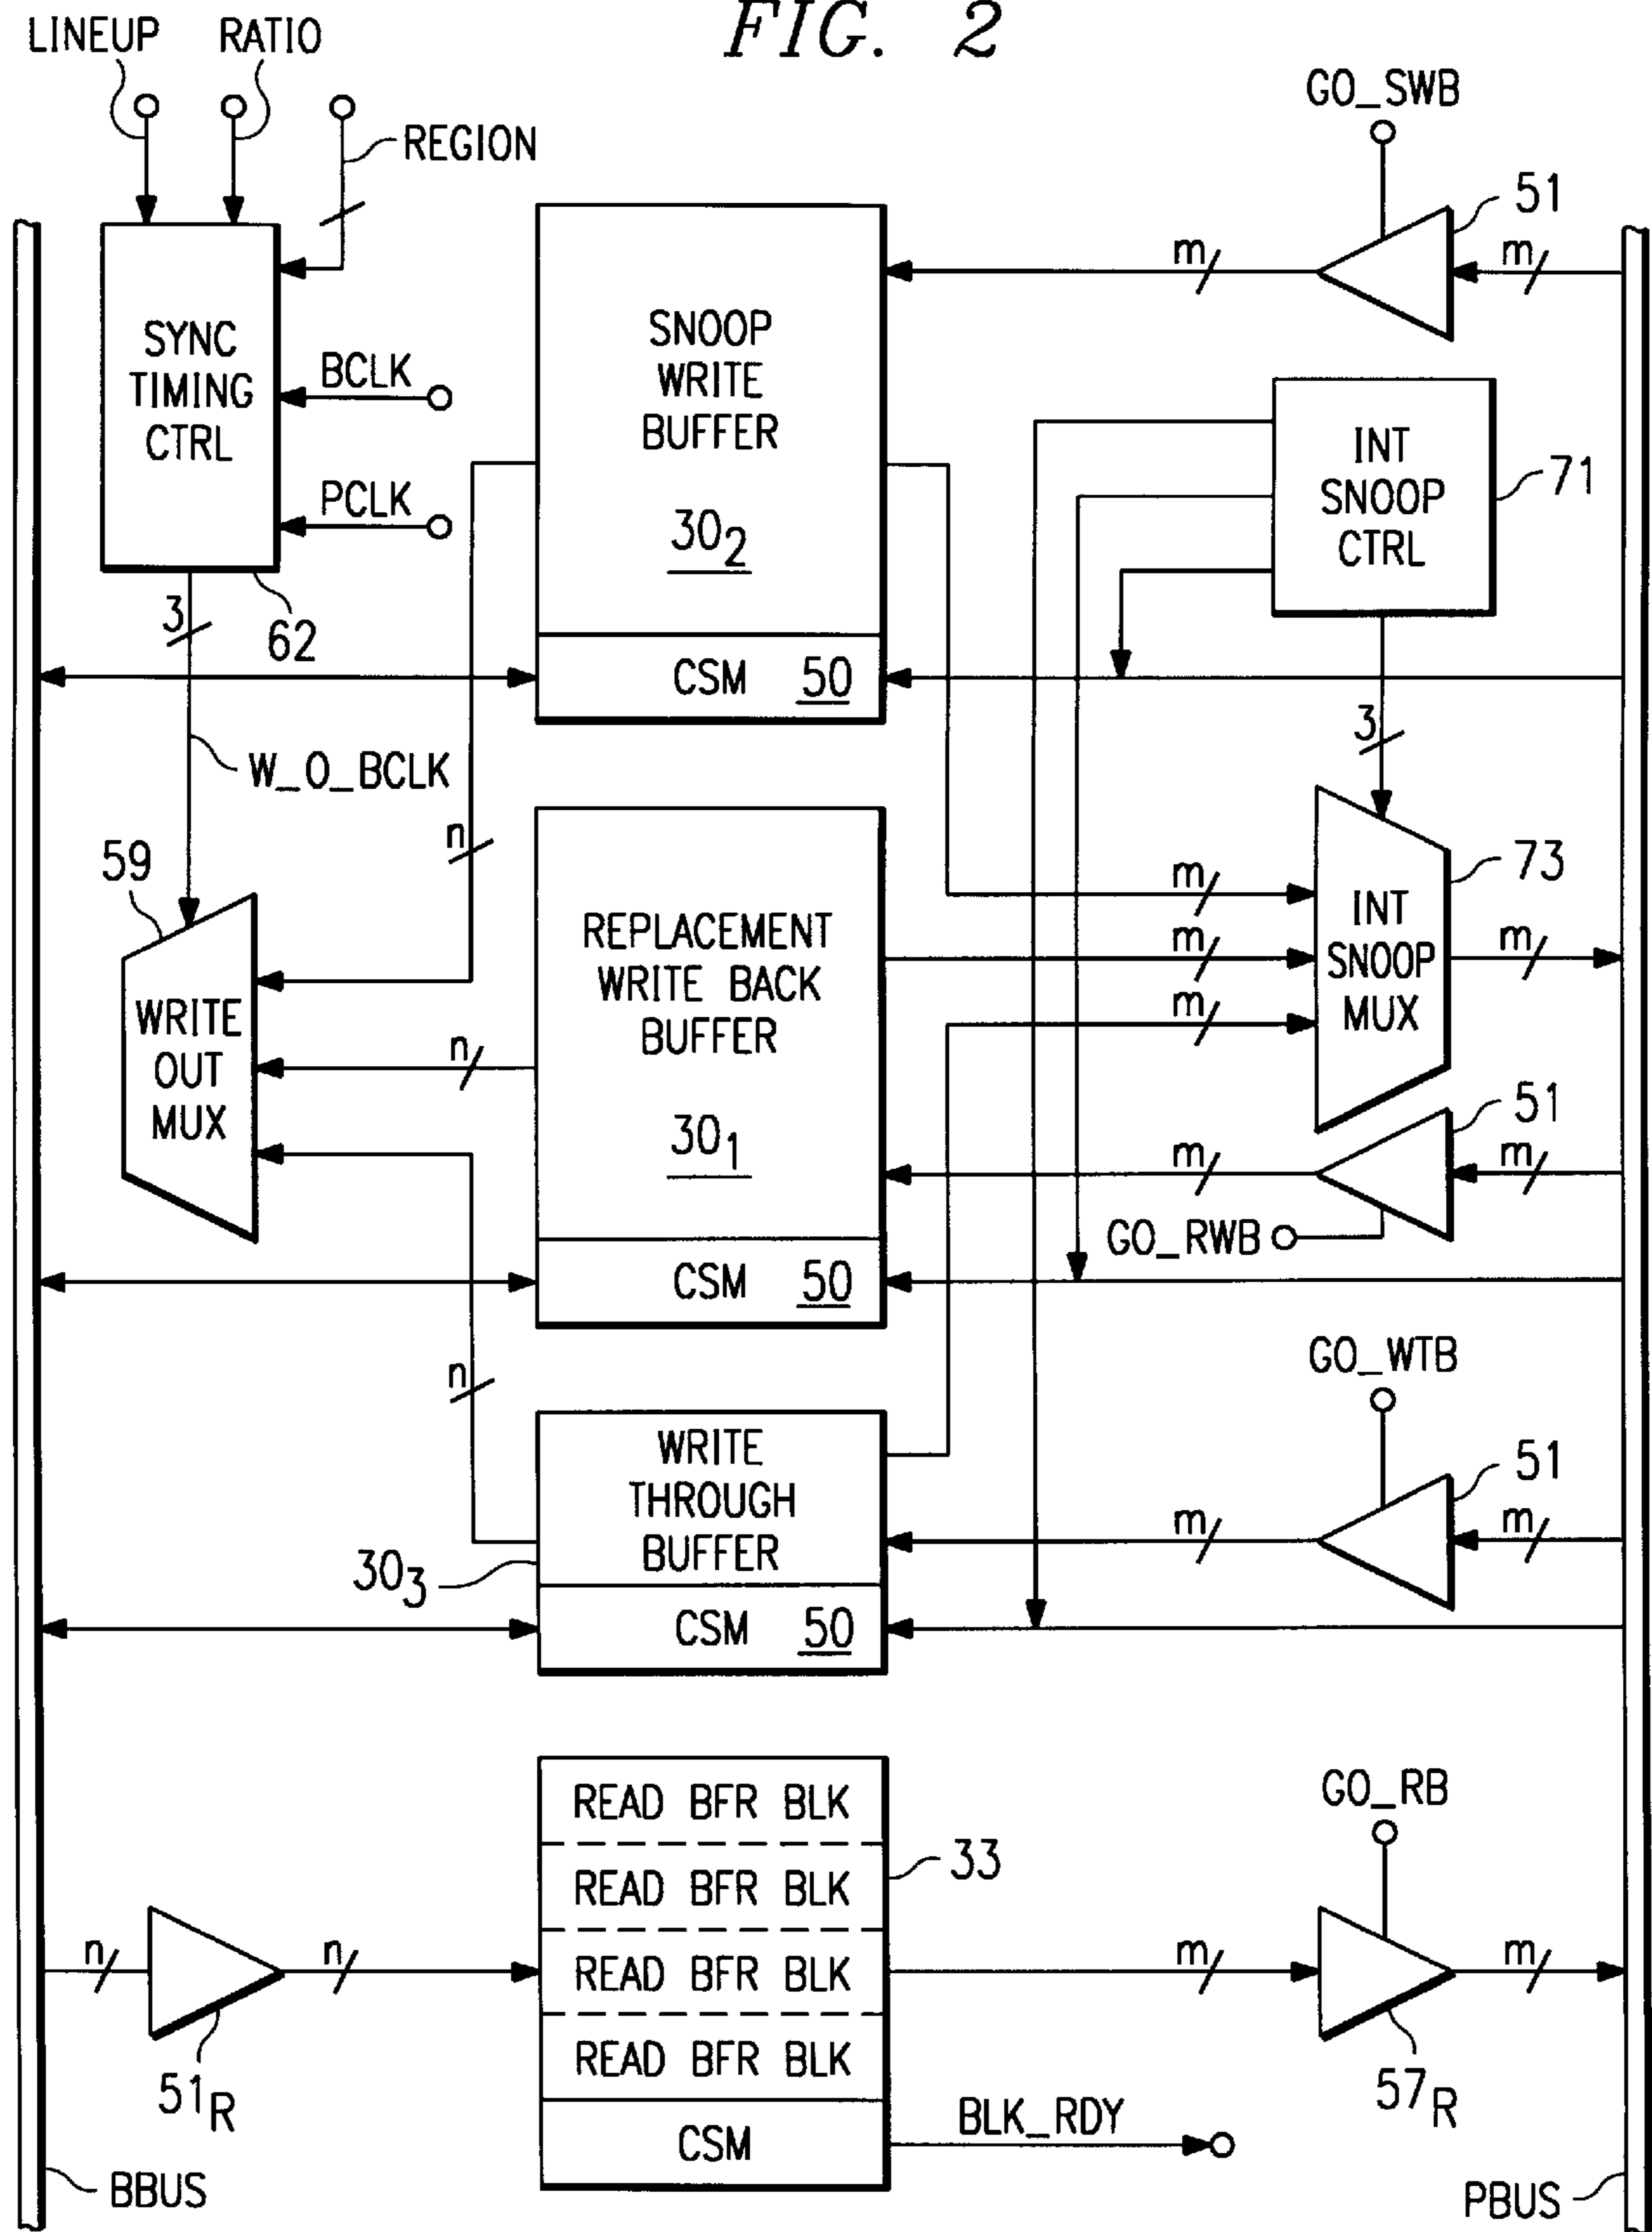 FIG. 2
LINEUP
RATIO
REGION
GO_SWB
51
m
m
SYNC
TIMING
CTRL
BCLK
PCLK
3
62
W_O_BCLK
SNOOP
WRITE
BUFFER
30₂
CSM 50
INT
SNOOP
CTRL
71
3
n
59
WRITE
OUT
MUX
n
n
REPLACEMENT
WRITE BACK
BUFFER
30₁
CSM 50
m
m
m
INT
SNOOP
MUX
73
m
51
m
m
GO_RWB
GO_WTB
51
m
m
WRITE
THROUGH
BUFFER
30₃
CSM 50
READ BFR BLK
READ BFR BLK
READ BFR BLK
READ BFR BLK
CSM
33
n
n
51R
GO_RB
m
m
57R
BLK_RDY
BBUS
PBUS